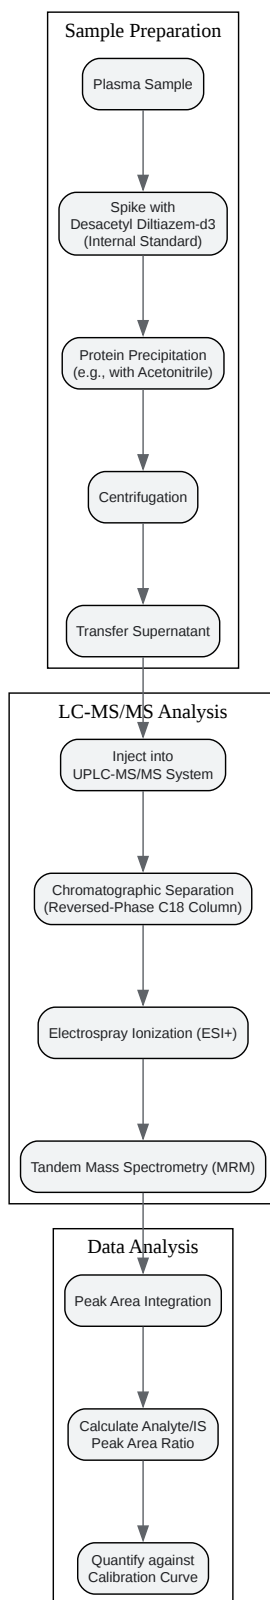 Sample Preparation
Plasma Sample
Spike with
Desacetyl Diltiazem-d3
(Internal Standard)
Protein Precipitation
(e.g., with Acetonitrile)
Centrifugation
Transfer Supernatant
LC-MS/MS Analysis
Inject into
UPLC-MS/MS System
Chromatographic Separation
(Reversed-Phase C18 Column)
Electrospray Ionization (ESI+)
Tandem Mass Spectrometry (MRM)
Data Analysis
Peak Area Integration
Calculate Analyte/IS
Peak Area Ratio
Quantify against
Calibration Curve